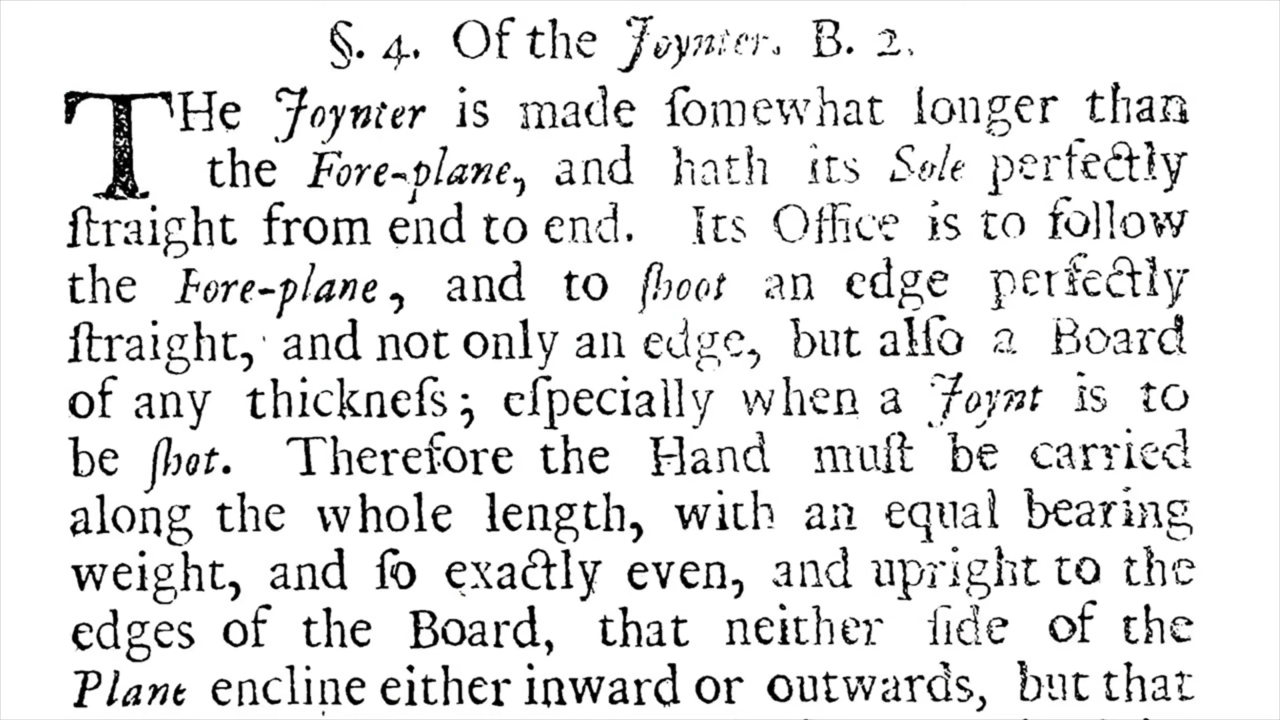 §. 4. Of the Joynter. B. 2.
THe Joynter is made ſomewhat longer than
the Fore-plane, and hath its Sole perfectly
ſtraight from end to end. Its Office is to follow
the Fore-plane, and to ſhoot an edge perfectly
ſtraight, and not only an edge, but alſo a Board
of any thickneſs; eſpecially when a Joynt is to
be ſhot. Therefore the Hand muſt be carried
along the whole length, with an equal bearing
weight, and ſo exactly even, and upright to the
edges of the Board, that neither ſide of the
Plane encline either inward or outwards, but that